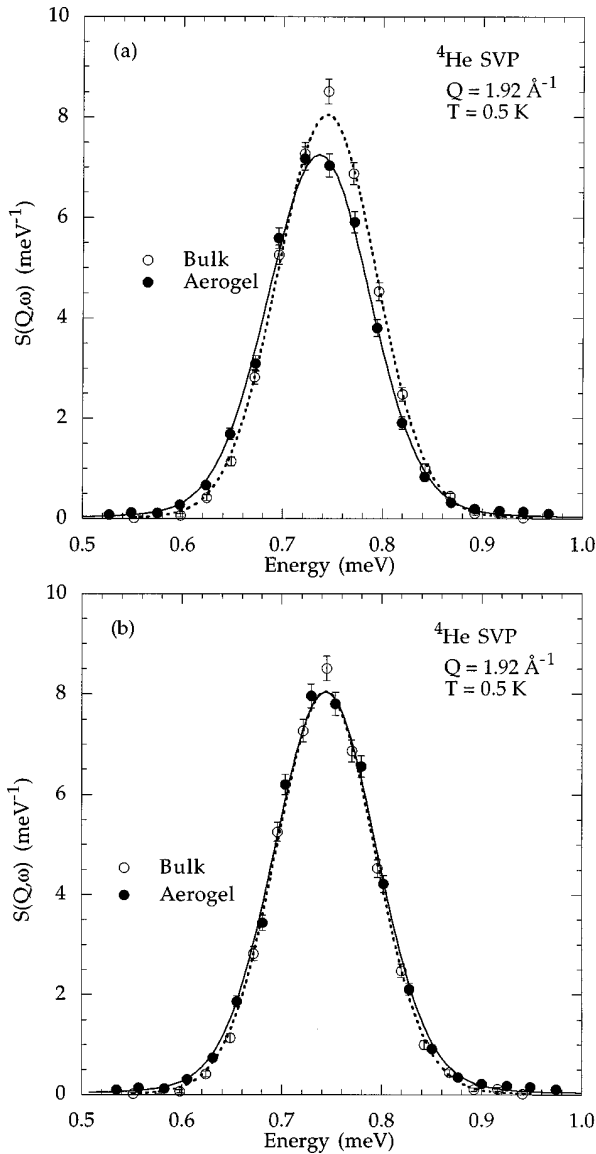 10
(a)
⁴He SVP
Q = 1.92 Å⁻¹
T = 0.5 K
8
6
Bulk
Aerogel
S(Q,ω) (meV⁻¹)
4
2
0
0.5 0.6 0.7 0.8 0.9 1.0
Energy (meV)
10
(b)
⁴He SVP
Q = 1.92 Å⁻¹
T = 0.5 K
8
6
Bulk
Aerogel
S(Q,ω) (meV⁻¹)
4
2
0
0.5 0.6 0.7 0.8 0.9 1.0
Energy (meV)